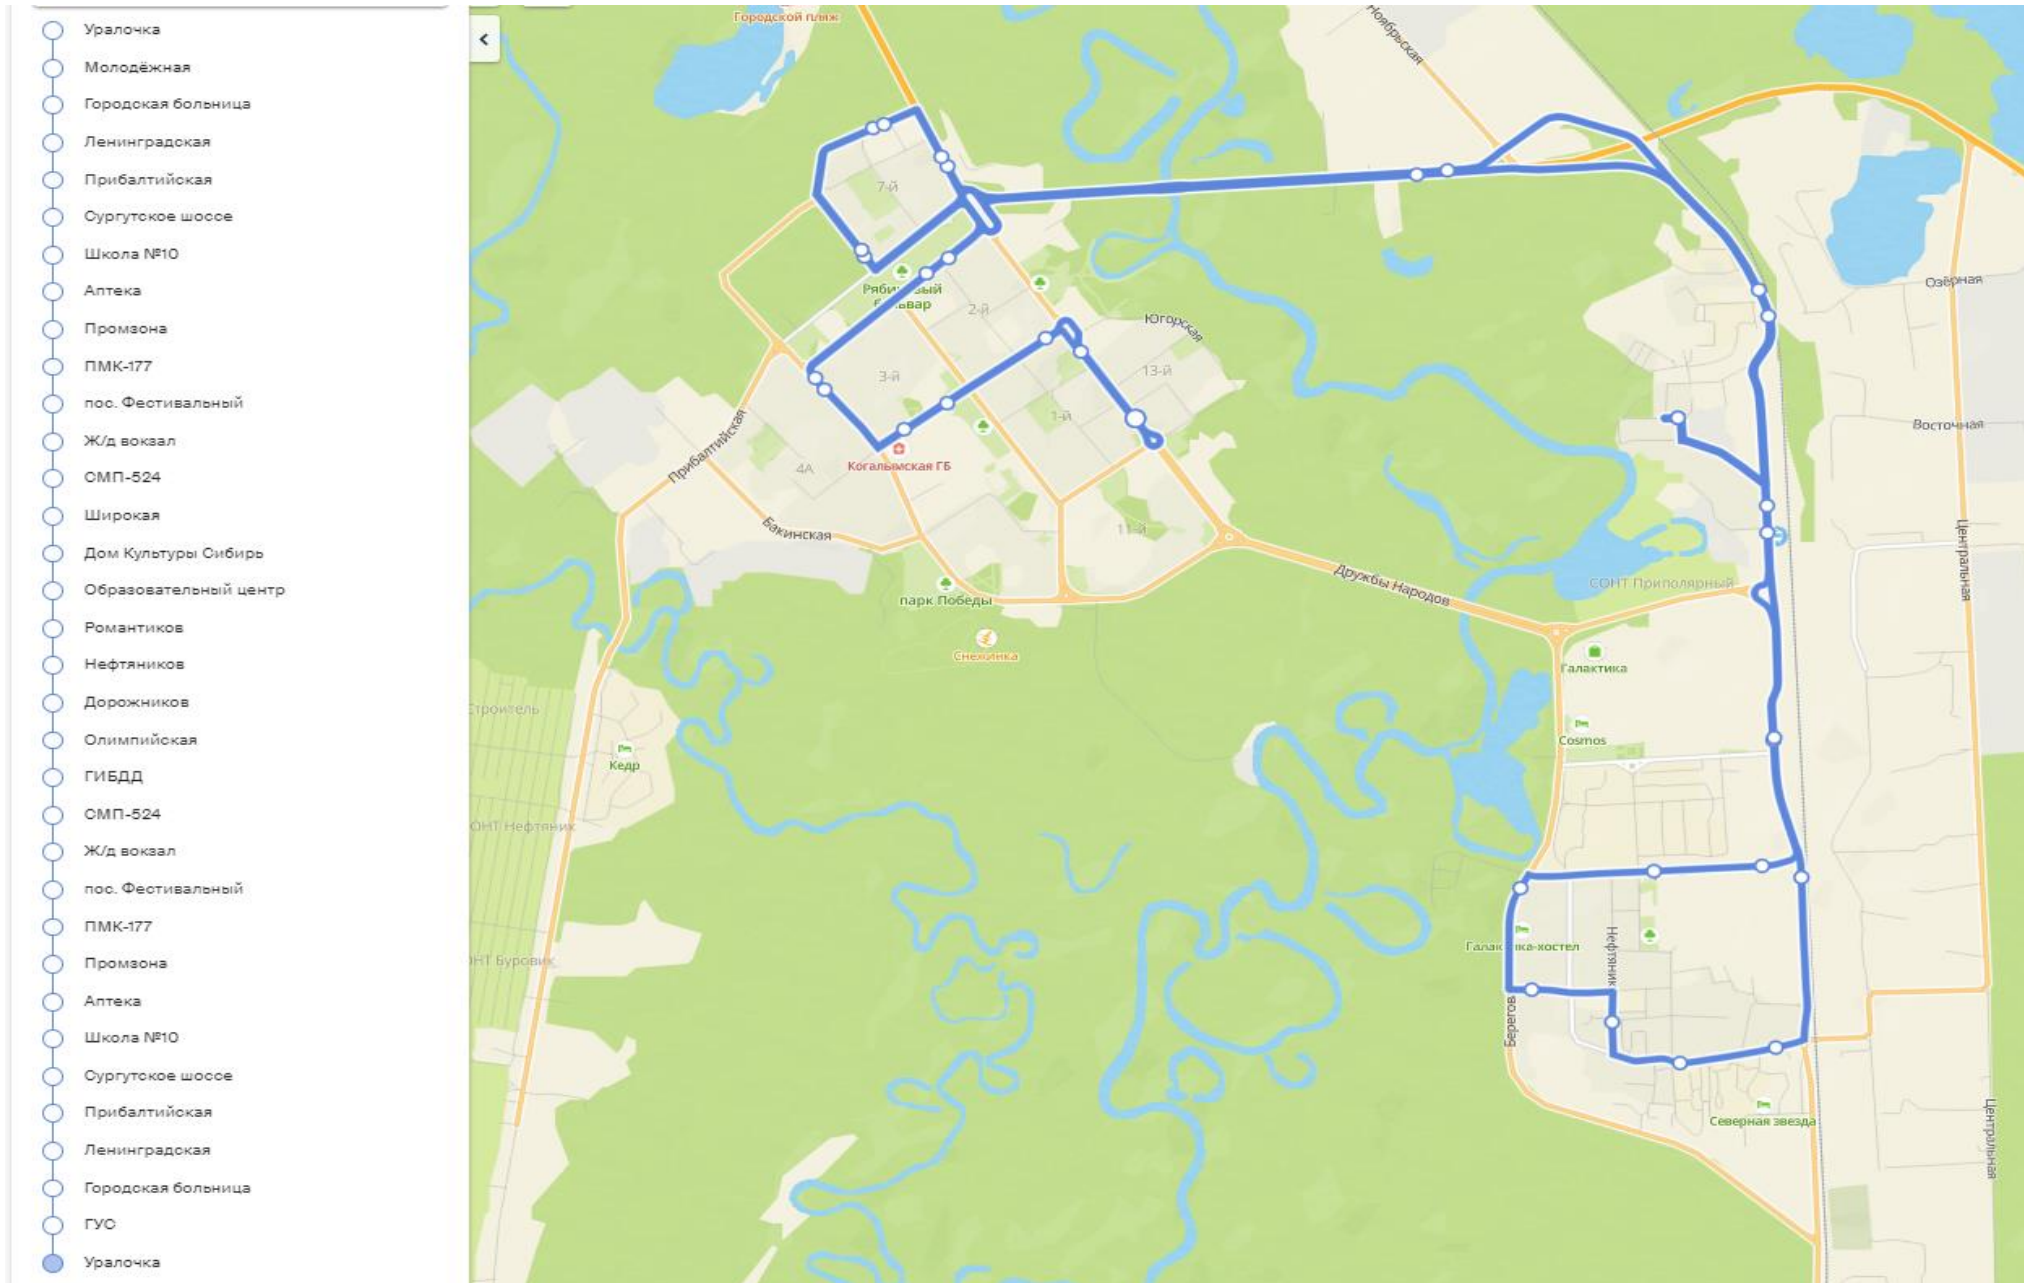 Уралочка
Молодёжная
Городская больница
Ленинградская
Прибалтийская
Сургутское шоссе
Школа №10
Аптека
Промзона
ПМК-177
пос. Фестивальный
Ж/д вокзал
СМП-524
Широкая
Дом Культуры Сибирь
Образовательный центр
Романтиков
Нефтяников
Дорожников
Олимпийская
ГИБДД
СМП-524
Ж/д вокзал
пос. Фестивальный
ПМК-177
Промзона
Аптека
Школа №10
Сургутское шоссе
Прибалтийская
Ленинградская
Городская больница
ГУС
Уралочка
Городской пляж
Ноябрьская
7-й
2-й
Югорская
3-й
13-й
1-й
Озёрная
Восточная
Прибалтийская
4А
Когалымская ГБ
Бакинская
11-й
Центральная
Дружбы Народов
СОНТ Приполярный
парк Победы
Снежинка
Галактика
Cosmos
Кедр
Нефтяник
Берегов
Северная звезда
Центральная